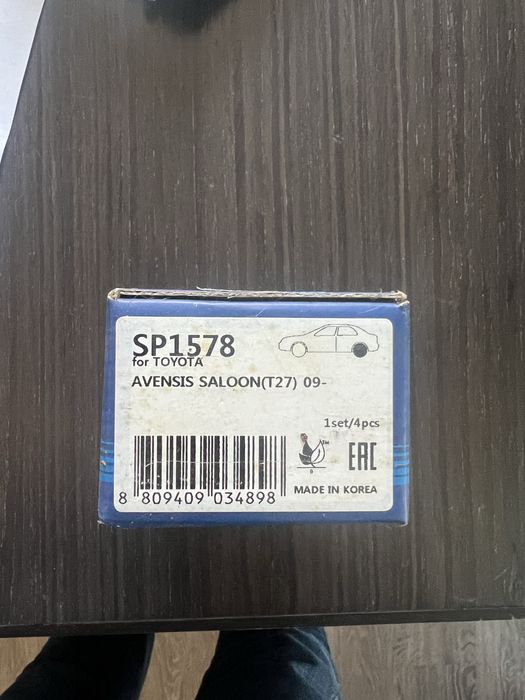 SP1578
for TOYOTA
AVENSIS SALOON(T27) 09-
1set/4pcs
EAC
8 809409 034898
MADE IN KOREA